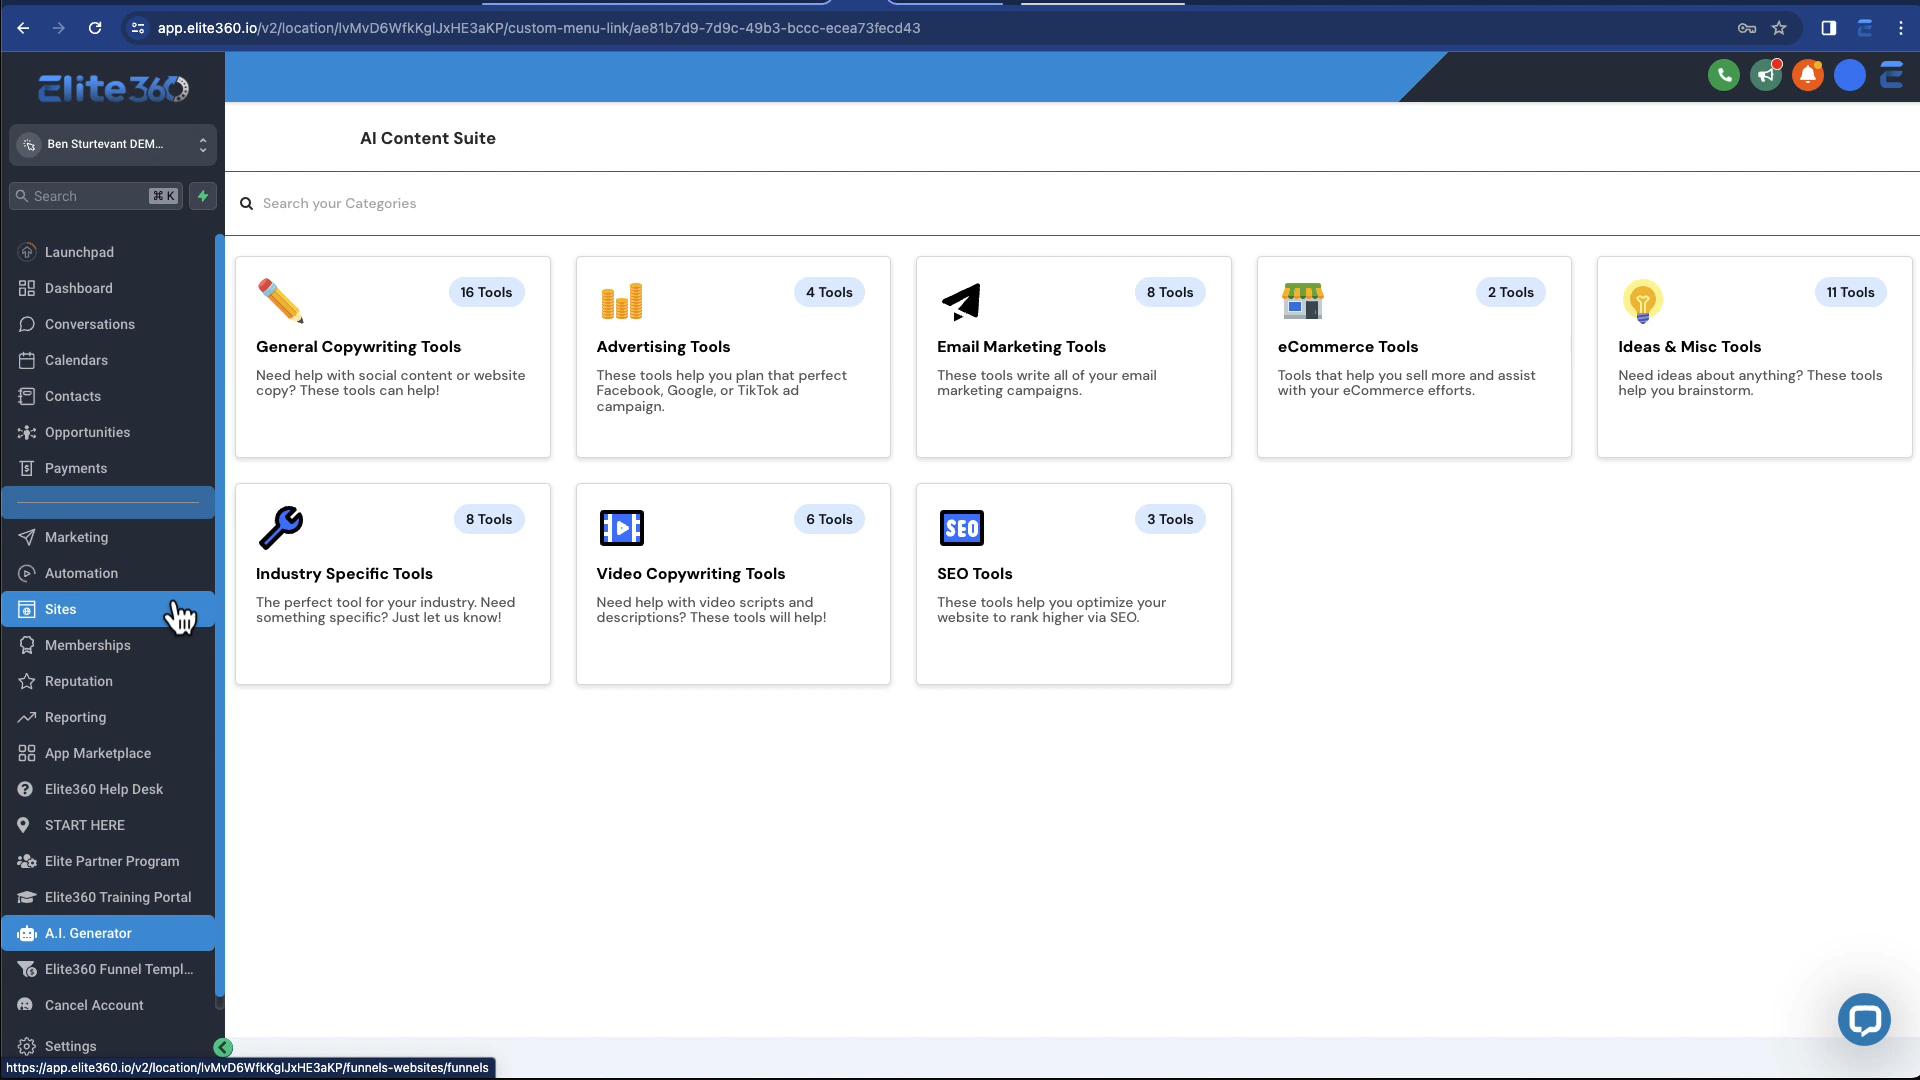 app.elite360.io/v2/location/lvMvD6WfkKglJxHE3aKP/custom-menu-link/ae81b7d9-7d9c-49b3-bccc-ecea73fecd43
Elite360
Ben Sturtevant DEM...
Search
⌘ K
Launchpad
Dashboard
Conversations
Calendars
Contacts
Opportunities
Payments
Marketing
Automation
Sites
Memberships
Reputation
Reporting
App Marketplace
Elite360 Help Desk
START HERE
Elite Partner Program
Elite360 Training Portal
A.I. Generator
Elite360 Funnel Templ...
Cancel Account
Settings
AI Content Suite
Search your Categories
16 Tools
General Copywriting Tools
Need help with social content or website
copy? These tools can help!
4 Tools
Advertising Tools
These tools help you plan that perfect
Facebook, Google, or TikTok ad
campaign.
8 Tools
Email Marketing Tools
These tools write all of your email
marketing campaigns.
2 Tools
eCommerce Tools
Tools that help you sell more and assist
with your eCommerce efforts.
11 Tools
Ideas & Misc Tools
Need ideas about anything? These tools
help you brainstorm.
8 Tools
Industry Specific Tools
The perfect tool for your industry. Need
something specific? Just let us know!
6 Tools
Video Copywriting Tools
Need help with video scripts and
descriptions? These tools will help!
SEO
3 Tools
SEO Tools
These tools help you optimize your
website to rank higher via SEO.
https://app.elite360.io/v2/location/lvMvD6WfkKglJxHE3aKP/funnels-websites/funnels